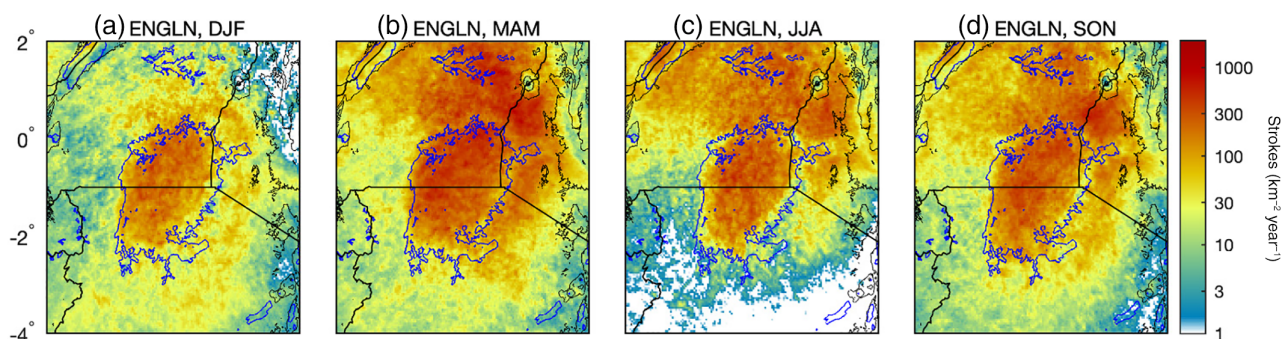 (a) ENGLN, DJF
(b) ENGLN, MAM
(c) ENGLN, JJA
(d) ENGLN, SON
2°
0°
-2°
-4°
1000
300
100
30
10
3
1
Strokes (km⁻² year⁻¹)